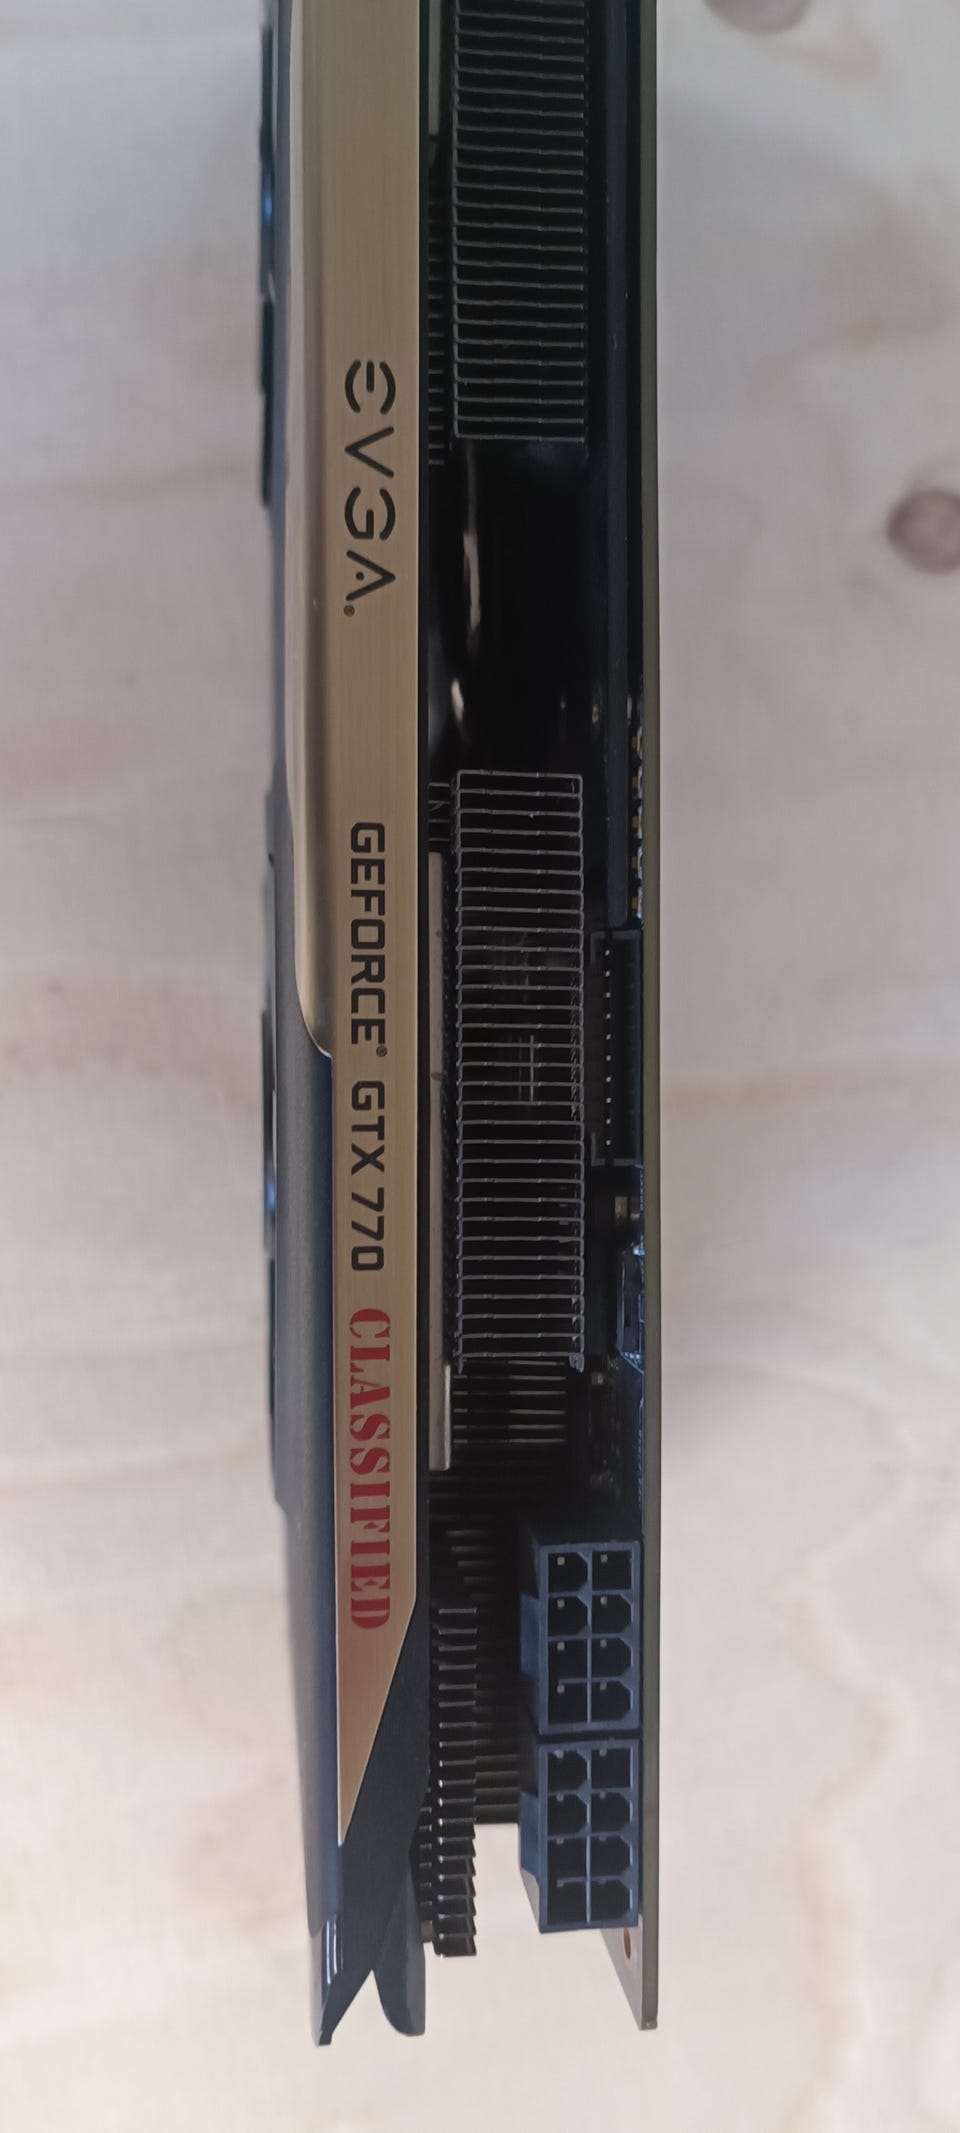 EVGA®
GEFORCE® GTX 770 CLASSIFIED